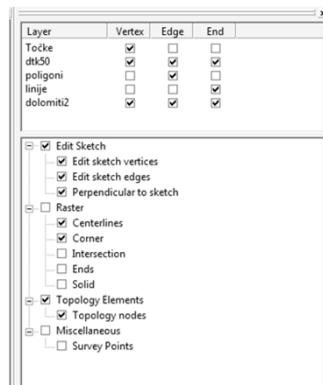 Layer Vertex Edge End
Točke
dtk50
poligoni
linije
dolomiti2
Edit Sketch
Edit sketch vertices
Edit sketch edges
Perpendicular to sketch
Raster
Centerlines
Corner
Intersection
Ends
Solid
Topology Elements
Topology nodes
Miscellaneous
Survey Points